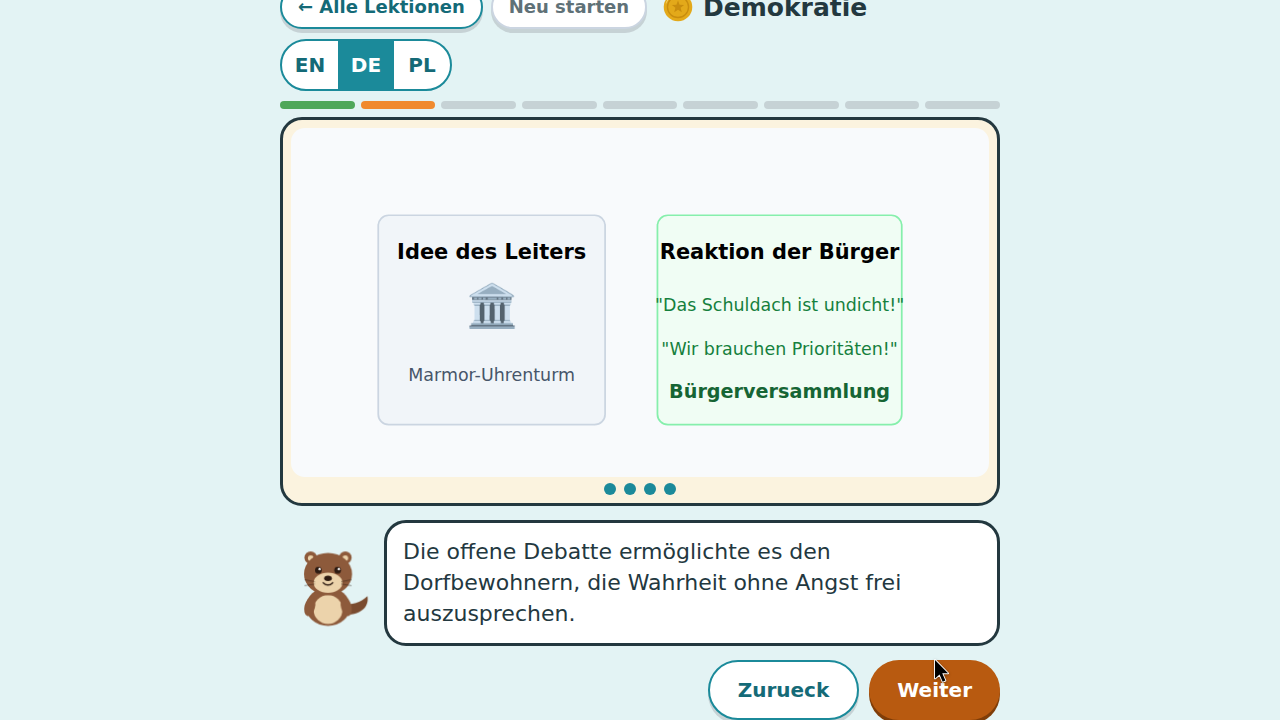 ← Alle Lektionen
Neu starten
Demokratie
EN
DE
PL
Idee des Leiters
Marmor-Uhrenturm
Reaktion der Bürger
"Das Schuldach ist undicht!"
"Wir brauchen Prioritäten!"
Bürgerversammlung
Die offene Debatte ermöglichte es den
Dorfbewohnern, die Wahrheit ohne Angst frei
auszusprechen.
Zurueck
Weiter